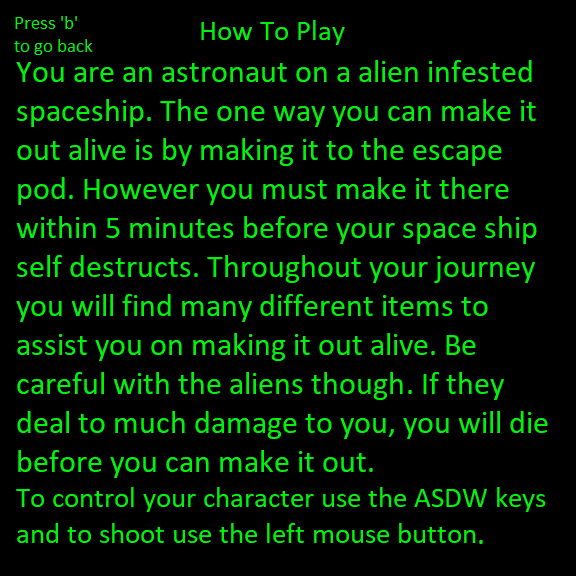 Press 'b'
to go back
How To Play
You are an astronaut on a alien infested
spaceship. The one way you can make it
out alive is by making it to the escape
pod. However you must make it there
within 5 minutes before your space ship
self destructs. Throughout your journey
you will find many different items to
assist you on making it out alive. Be
careful with the aliens though. If they
deal to much damage to you, you will die
before you can make it out.
To control your character use the ASDW keys
and to shoot use the left mouse button.